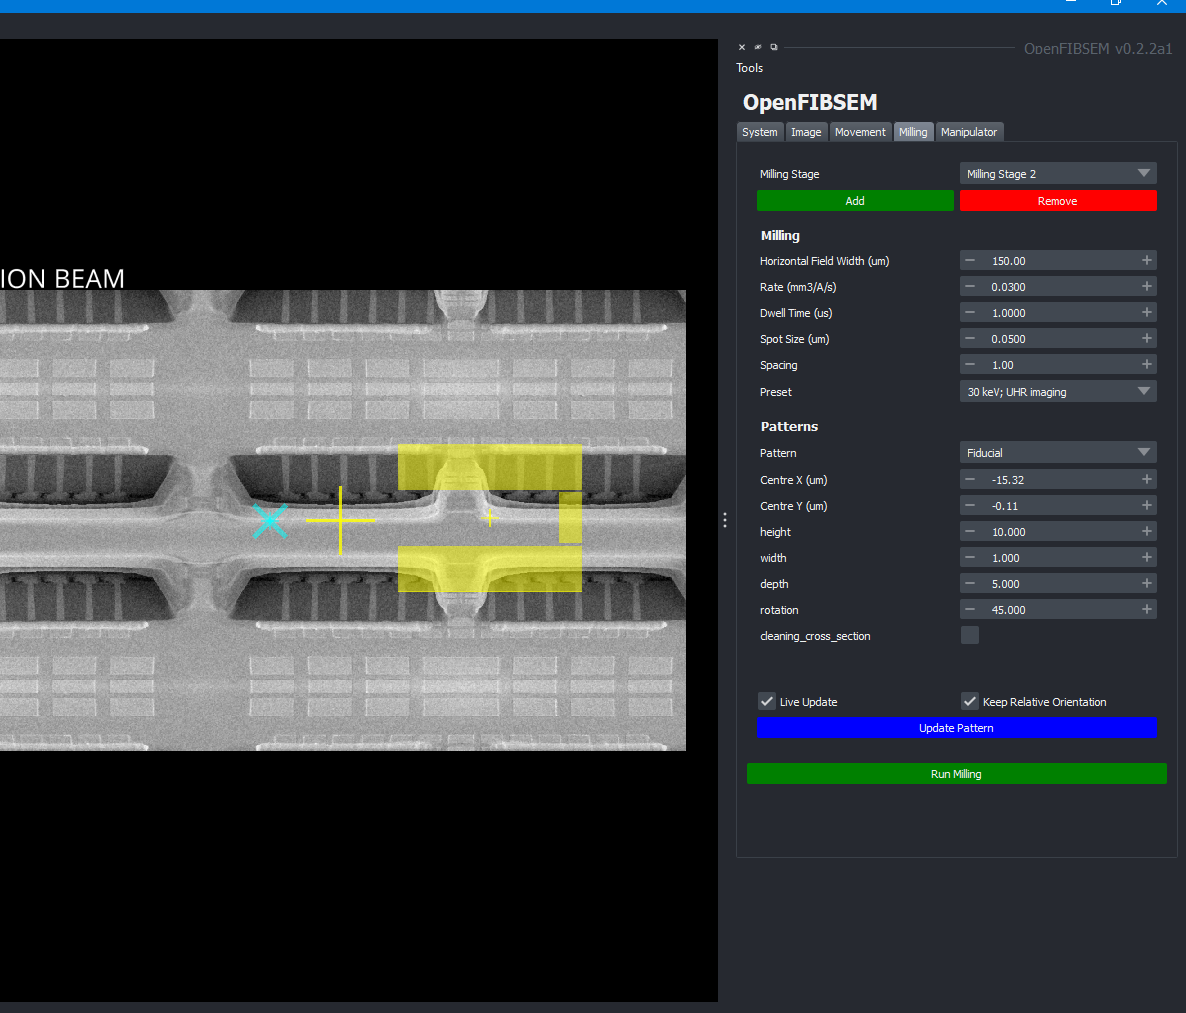 OpenFIBSEM v0.2.2a1
Tools
OpenFIBSEM
System Image Movement Milling Manipulator
Milling Stage Milling Stage 2
Add Remove
Milling
Horizontal Field Width (um) 150.00
Rate (mm3/A/s) 0.0300
Dwell Time (us) 1.0000
Spot Size (um) 0.0500
Spacing 1.00
Preset 30 keV; UHR imaging
Patterns
Pattern Fiducial
Centre X (um) -15.32
Centre Y (um) -0.11
height 10.000
width 1.000
depth 5.000
rotation 45.000
cleaning_cross_section
Live Update Keep Relative Orientation
Update Pattern
Run Milling
ION BEAM